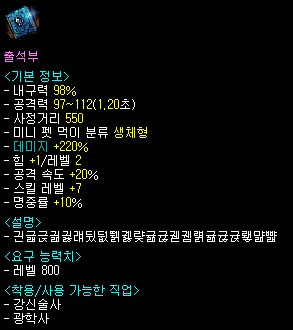 출석부
<기본 정보>
- 내구력 98%
- 공격력 97~112(1.20초)
- 사정거리 550
- 미니 펫 먹이 분류 생체형
- 데미지 +220%
- 힘 +1/레벨 2
- 공격 속도 +20%
- 스킬 레벨 +7
- 명중률 +10%
<설명>
<요구 능력치>
- 레벨 800
<착용/사용 가능한 직업>
- 강신술사
- 광학사